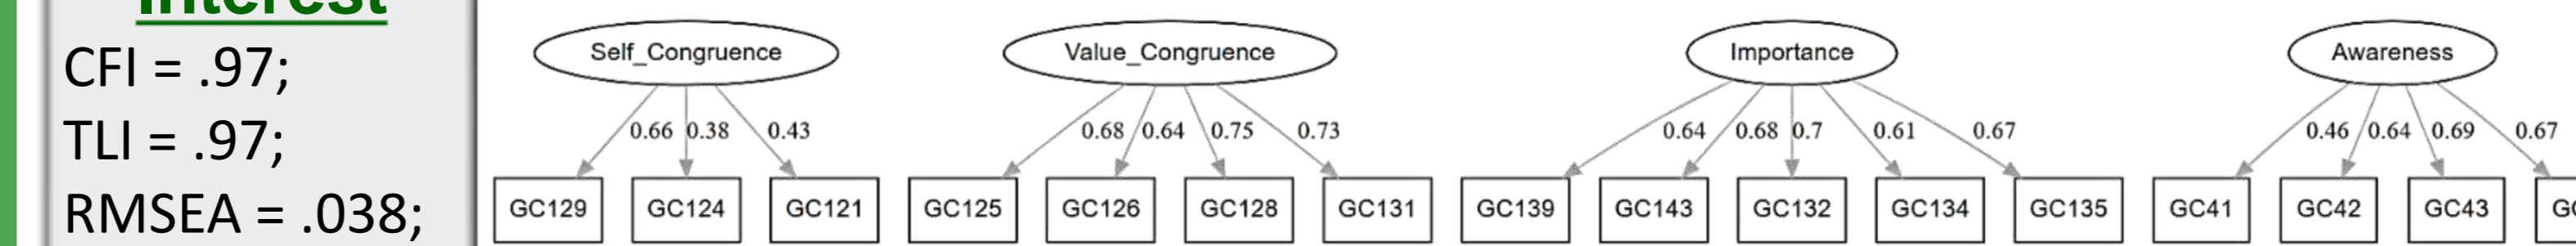 Interest
CFI = .97;
TLI = .97;
RMSEA = .038;
Self_Congruence Value_Congruence Importance Awareness
0.66 0.38 0.43 0.68 0.64 0.75 0.73 0.64 0.68 0.7 0.61 0.67 0.46 0.64 0.69 0.67
GC129 GC124 GC121 GC125 GC126 GC128 GC131 GC139 GC143 GC132 GC134 GC135 GC41 GC42 GC43